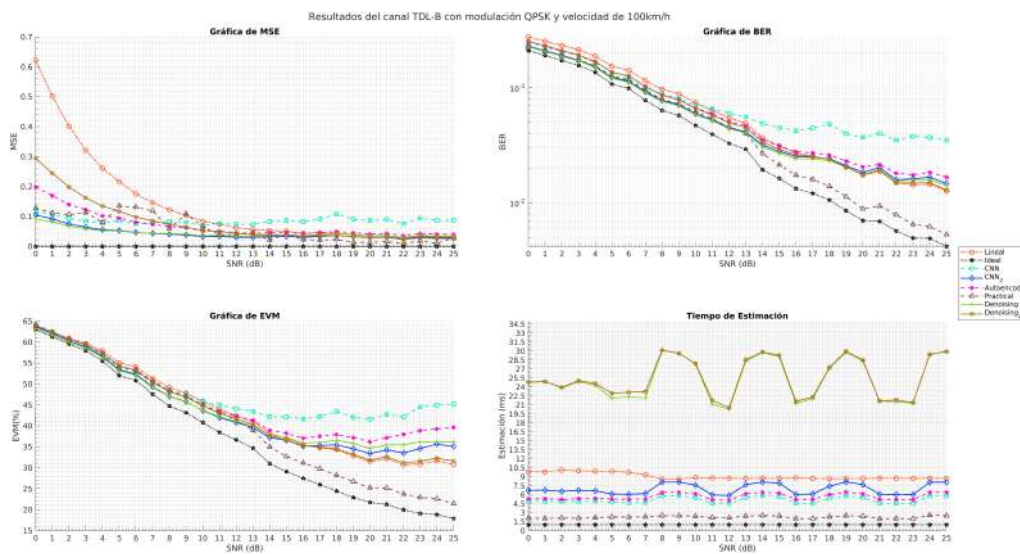 Resultados del canal TDL-B con modulación QPSK y velocidad de 100km/h
Gráfica de MSE
MSE
0.7
0.6
0.5
0.4
0.3
0.2
0.1
0
0 1 2 3 4 5 6 7 8 9 10 11 12 13 14 15 16 17 18 19 20 21 22 23 24 25
SNR (dB)
Gráfica de BER
BER
10^-1
10^-2
0 1 2 3 4 5 6 7 8 9 10 11 12 13 14 15 16 17 18 19 20 21 22 23 24 25
SNR (dB)
Lineal
Ideal
CNN
CNN2
Autoencod
Practical
Denoising
Denoising
Gráfica de EVM
EVM(%)
65
60
55
50
45
40
35
30
25
20
15
0 1 2 3 4 5 6 7 8 9 10 11 12 13 14 15 16 17 18 19 20 21 22 23 24 25
SNR (dB)
Tiempo de Estimación
EsEstimación (ms)
34.5
33
31.5
30
28.5
27
25.5
24
22.5
21
19.5
18
16.5
15
13.5
12
10.5
9
7.5
6
4.5
3
1.5
0
0 1 2 3 4 5 6 7 8 9 10 11 12 13 14 15 16 17 18 19 20 21 22 23 24 25
SNR (dB)